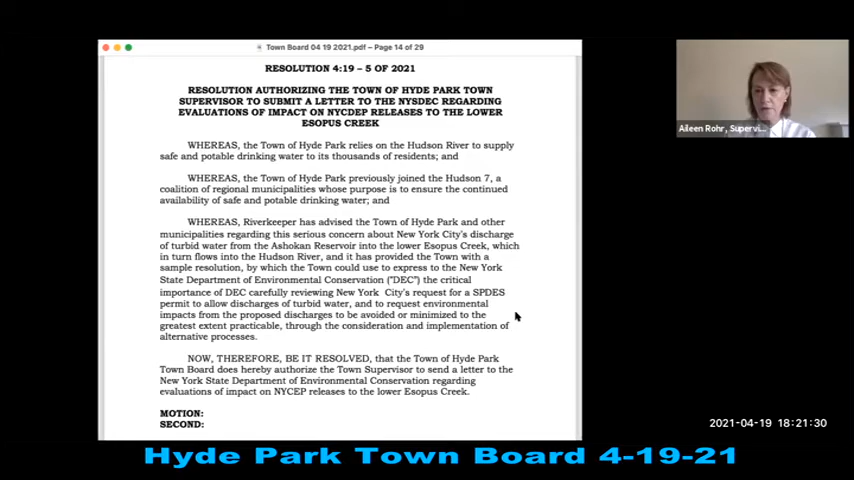 Town Board 04 19 2021.pdf – Page 14 of 29
RESOLUTION 4:19 – 5 OF 2021
RESOLUTION AUTHORIZING THE TOWN OF HYDE PARK TOWN
SUPERVISOR TO SUBMIT A LETTER TO THE NYSDEC REGARDING
EVALUATIONS OF IMPACT ON NYCDEP RELEASES TO THE LOWER
ESOPUS CREEK
WHEREAS, the Town of Hyde Park relies on the Hudson River to supply
safe and potable drinking water to its thousands of residents; and
WHEREAS, the Town of Hyde Park previously joined the Hudson 7, a
coalition of regional municipalities whose purpose is to ensure the continued
availability of safe and potable drinking water; and
WHEREAS, Riverkeeper has advised the Town of Hyde Park and other
municipalities regarding this serious concern about New York City's discharge
of turbid water from the Ashokan Reservoir into the lower Esopus Creek, which
in turn flows into the Hudson River, and it has provided the Town with a
sample resolution, by which the Town could use to express to the New York
State Department of Environmental Conservation ("DEC") the critical
importance of DEC carefully reviewing New York City's request for a SPDES
permit to allow discharges of turbid water, and to request environmental
impacts from the proposed discharges to be avoided or minimized to the
greatest extent practicable, through the consideration and implementation of
alternative processes.
NOW, THEREFORE, BE IT RESOLVED, that the Town of Hyde Park
Town Board does hereby authorize the Town Supervisor to send a letter to the
New York State Department of Environmental Conservation regarding
evaluations of impact on NYCEP releases to the lower Esopus Creek.
MOTION:
SECOND:
Aileen Rohr, Supervi...
2021-04-19 18:21:30
Hyde Park Town Board 4-19-21